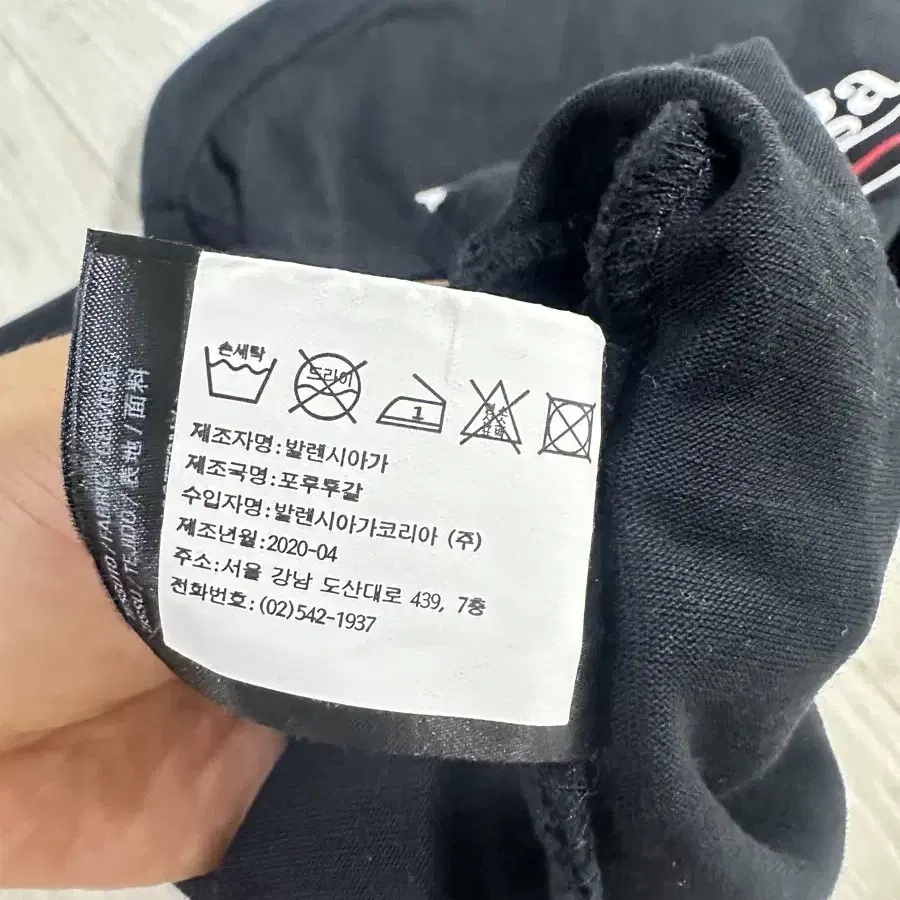 손세탁
드라이
1
제조자명:발렌시아가
제조국명:포루투갈
수입자명:발렌시아가코리아 (주)
제조년월:2020-04
주소:서울 강남 도산대로 439, 7층
전화번호:(02)542-1937